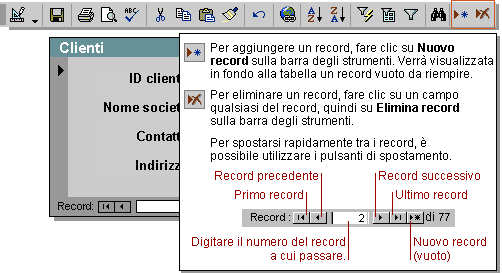 Clienti
ID client
Nome societ
Contatt
Indirizz
Record:
Per aggiungere un record, fare clic su Nuovo
record sulla barra degli strumenti. Verrà visualizzata
in fondo alla tabella un record vuoto da riempire.
Per eliminare un record, fare clic su un campo
qualsiasi del record, quindi su Elimina record
sulla barra degli strumenti.
Per spostarsi rapidamente tra i record, è
possibile utilizzare i pulsanti di spostamento.
Record precedente Record successivo
Primo record Ultimo record
Record : 2 di 77
Digitare il numero del record Nuovo record
a cui passare. (vuoto)